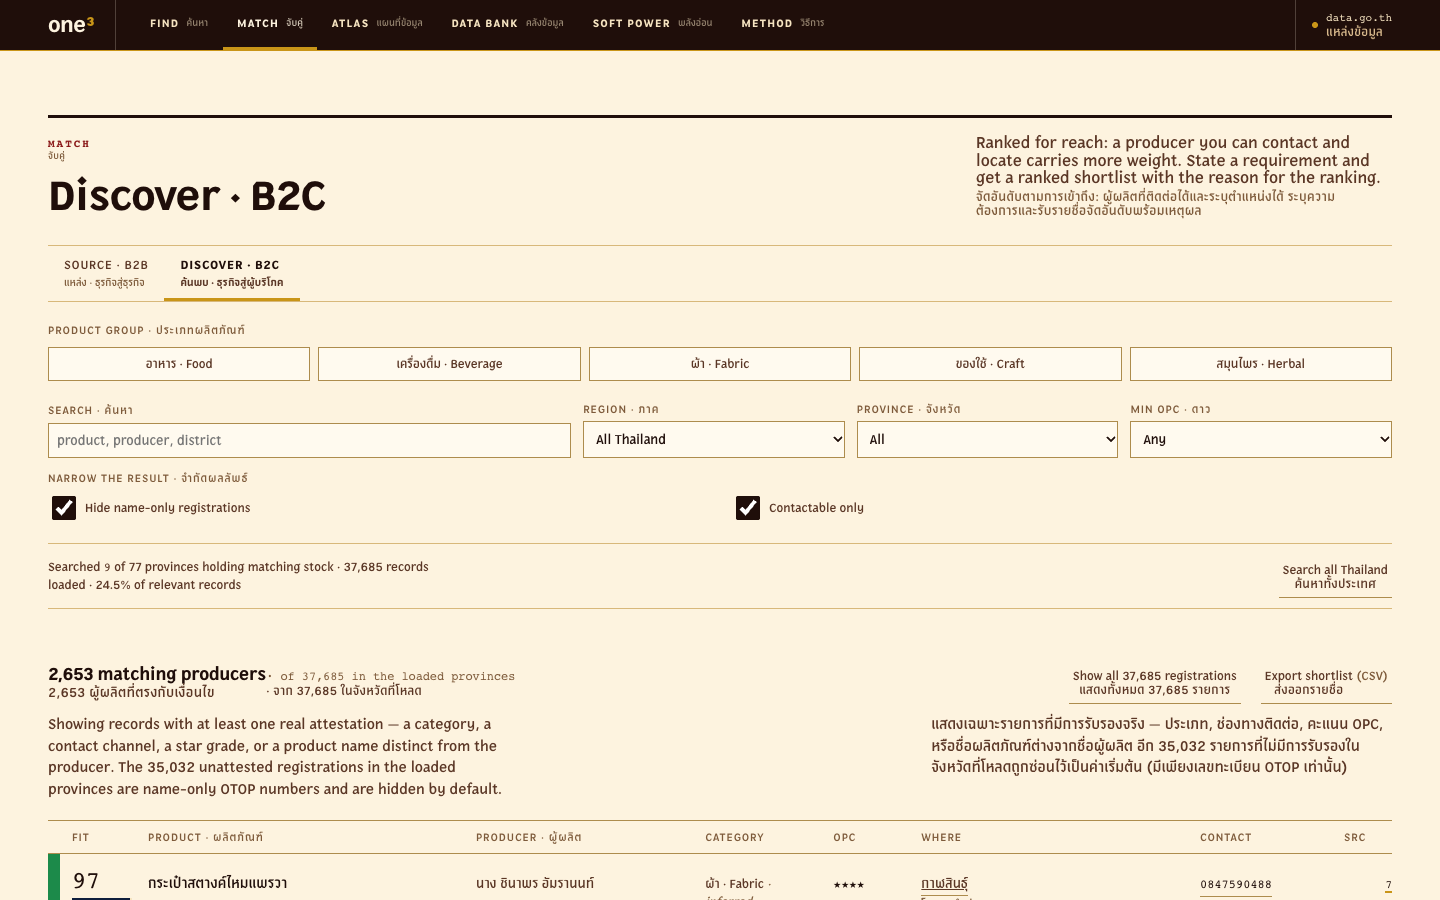 one³
FIND ค้นหา
MATCH จับคู่
ATLAS แผนที่ข้อมูล
DATA BANK คลังข้อมูล
SOFT POWER พลังอ่อน
METHOD วิธีการ
data.go.th
แหล่งข้อมูล
MATCH
จับคู่
Discover · B2C
Ranked for reach: a producer you can contact and
locate carries more weight. State a requirement and
get a ranked shortlist with the reason for the ranking.
จัดอันดับตามการเข้าถึง: ผู้ผลิตที่ติดต่อได้และระบุตำแหน่งได้ ระบุความ
ต้องการและรับรายชื่อจัดอันดับพร้อมเหตุผล
SOURCE · B2B
แหล่ง · ธุรกิจสู่ธุรกิจ
DISCOVER · B2C
ค้นพบ · ธุรกิจสู่ผู้บริโภค
PRODUCT GROUP · ประเภทผลิตภัณฑ์
อาหาร · Food
เครื่องดื่ม · Beverage
ผ้า · Fabric
ของใช้ · Craft
สมุนไพร · Herbal
SEARCH · ค้นหา
REGION · ภาค
PROVINCE · จังหวัด
MIN OPC · ดาว
product, producer, district
All Thailand
All
Any
NARROW THE RESULT · จำกัดผลลัพธ์
Hide name-only registrations
Contactable only
Searched 9 of 77 provinces holding matching stock · 37,685 records
loaded · 24.5% of relevant records
Search all Thailand
ค้นหาทั้งประเทศ
2,653 matching producers · of 37,685 in the loaded provinces
2,653 ผู้ผลิตที่ตรงกับเงื่อนไข · จาก 37,685 ในจังหวัดที่โหลด
Show all 37,685 registrations
แสดงทั้งหมด 37,685 รายการ
Export shortlist (CSV)
ส่งออกรายชื่อ
Showing records with at least one real attestation — a category, a
contact channel, a star grade, or a product name distinct from the
producer. The 35,032 unattested registrations in the loaded
provinces are name-only OTOP numbers and are hidden by default.
แสดงเฉพาะรายการที่มีการรับรองจริง — ประเภท, ช่องทางติดต่อ, คะแนน OPC,
หรือชื่อผลิตภัณฑ์ต่างจากชื่อผู้ผลิต อีก 35,032 รายการที่ไม่มีการรับรองใน
จังหวัดที่โหลดถูกซ่อนไว้เป็นค่าเริ่มต้น (มีเพียงเลขทะเบียน OTOP เท่านั้น)
FIT PRODUCT · ผลิตภัณฑ์ PRODUCER · ผู้ผลิต CATEGORY OPC WHERE CONTACT SRC
97 กระเป๋าสตางค์ไหมแพรวา นาง ชินาพร อัมรานนท์ ผ้า · Fabric · ★★★★ กาฬสินธุ์ 0847590488 7